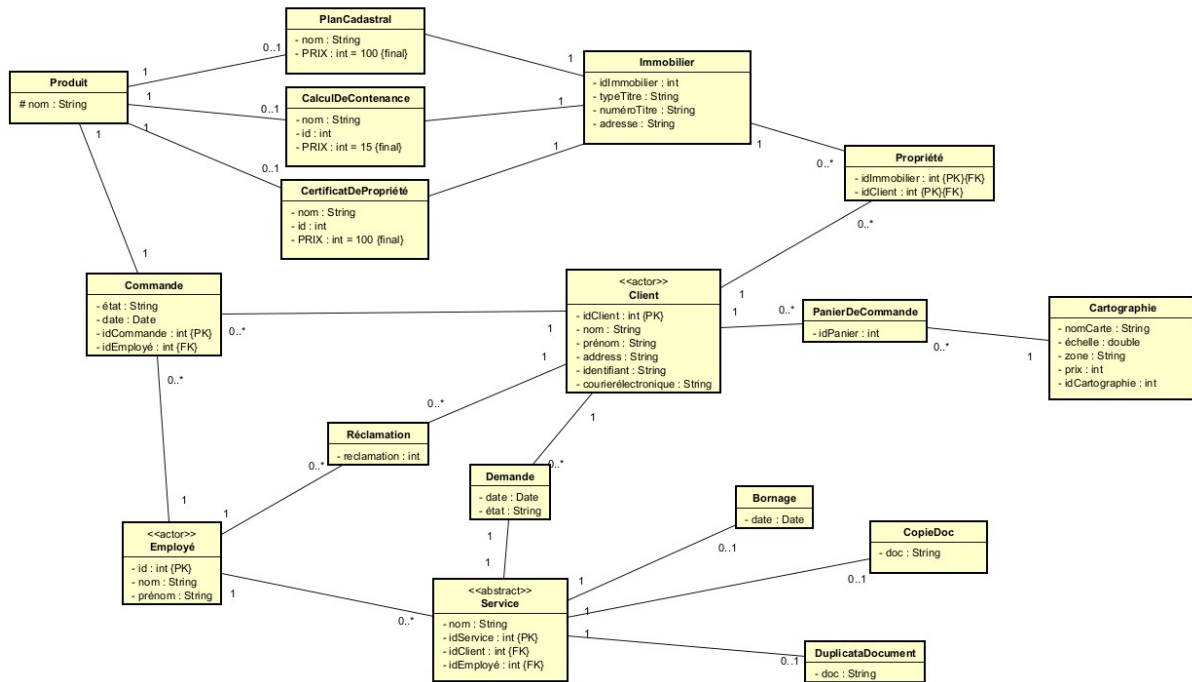 PlanCadastral
- nom : String
- PRIX : int = 100 {final}
0..1
1
1
Produit
# nom : String
1
1
1
1
CalculDeContenance
- nom : String
- id : int
- PRIX : int = 15 {final}
0..1
1
CertificatDePropriété
- nom : String
- id : int
- PRIX : int = 100 {final}
0..1
1
Immobilier
- idImmobilier : int
- typeTitre : String
- numéroTitre : String
- adresse : String
1
0..*
Propriété
- idImmobilier : int {PK}{FK}
- idClient : int {PK}{FK}
0..*
1
Commande
- état : String
- date : Date
- idCommande : int {PK}
- idEmployé : int {FK}
0..*
0..*
1
<<actor>>
Client
- idClient : int {PK}
- nom : String
- prénom : String
- address : String
- identifiant : String
- courierélectronique : String
1
1
1
1
0..*
PanierDeCommande
- idPanier : int
0..*
1
Cartographie
- nomCarte : String
- échelle : double
- zone : String
- prix : int
- idCartographie : int
0..*
Réclamation
- reclamation : int
0..*
1
0..*
Demande
- date : Date
- état : String
1
1
1
<<actor>>
Employé
- id : int {PK}
- nom : String
- prénom : String
1
0..*
<<abstract>>
Service
- nom : String
- idService : int {PK}
- idClient : int {FK}
- idEmployé : int {FK}
1
1
1
Bornage
- date : Date
0..1
CopieDoc
- doc : String
0..1
DuplicataDocument
- doc : String
0..1